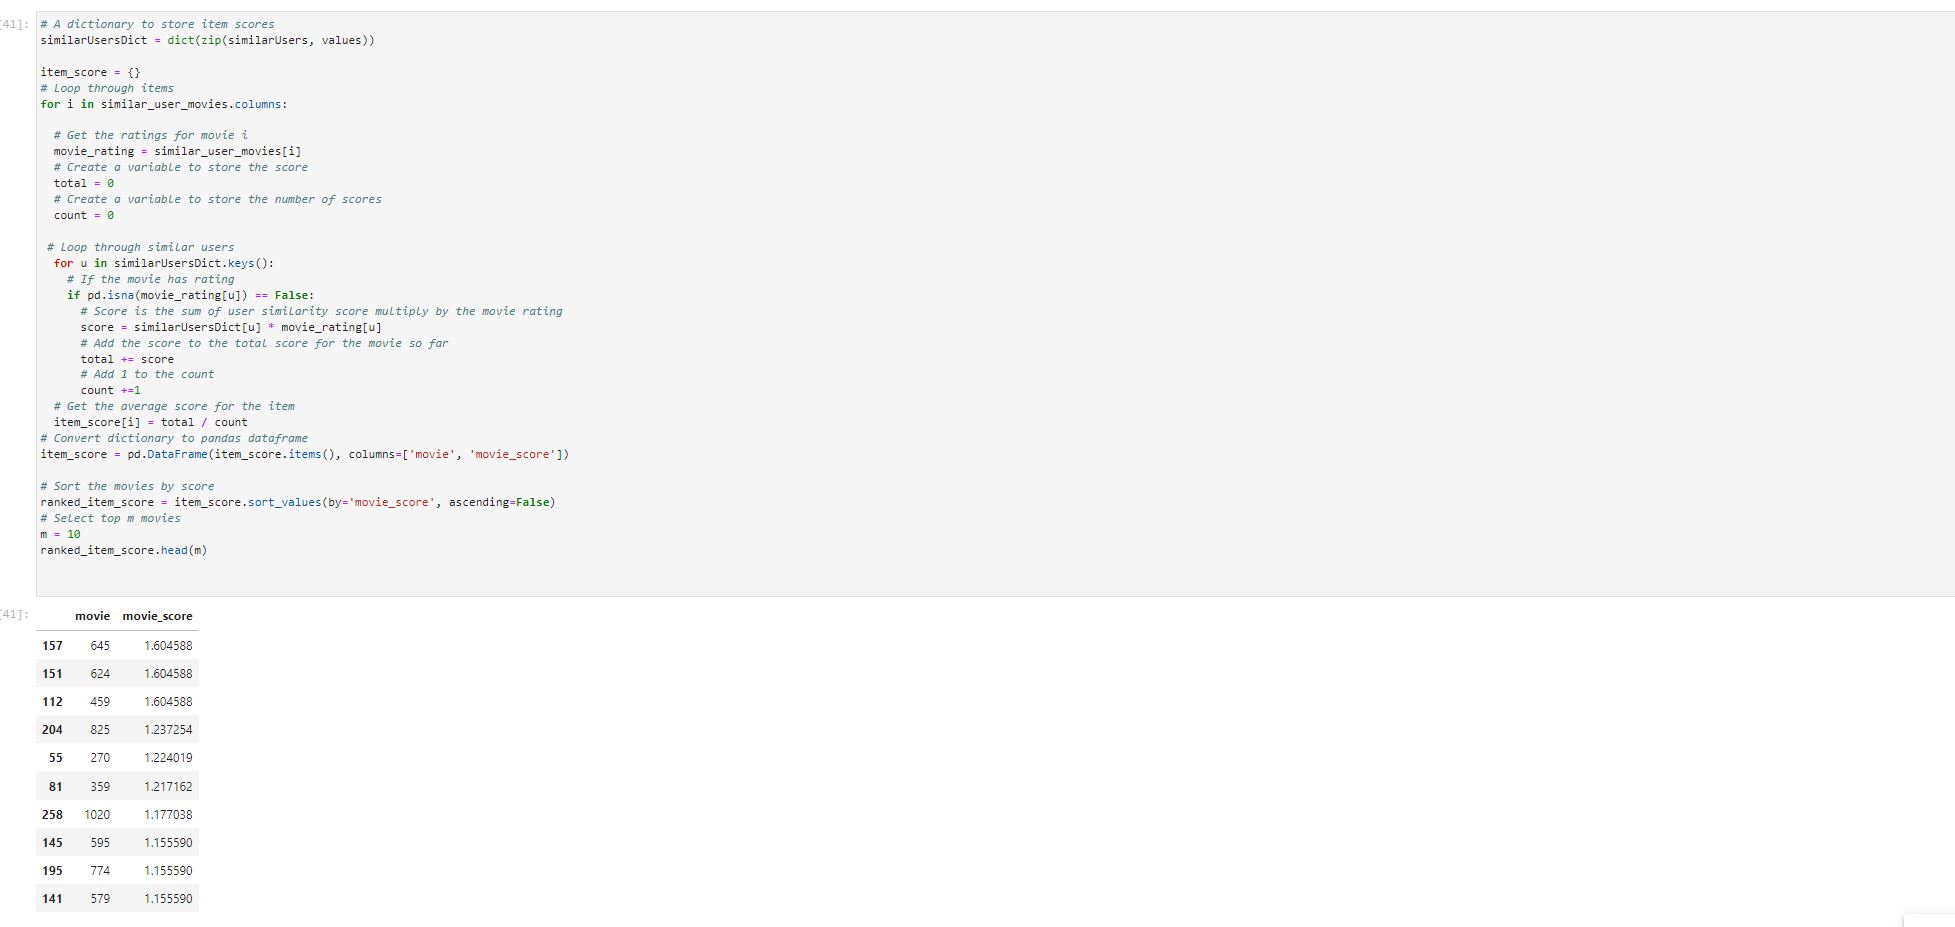 [41]:
# A dictionary to store item scores
similarUsersDict = dict(zip(similarUsers, values))
item_score = {}
# Loop through items
for i in similar_user_movies.columns:
# Get the ratings for movie i
movie_rating = similar_user_movies[i]
# Create a variable to store the score
total = 0
# Create a variable to store the number of scores
count = 0
# Loop through similar users
for u in similarUsersDict.keys():
# If the movie has rating
if pd.isna(movie_rating[u]) == False:
# Score is the sum of user similarity score multiply by the movie rating
score = similarUsersDict[u] * movie_rating[u]
# Add the score to the total score for the movie so far
total += score
# Add 1 to the count
count +=1
# Get the average score for the item
item_score[i] = total / count
# Convert dictionary to pandas dataframe
item_score = pd.DataFrame(item_score.items(), columns=['movie', 'movie_score'])
# Sort the movies by score
ranked_item_score = item_score.sort_values(by='movie_score', ascending=False)
# Select top m movies
m = 10
ranked_item_score.head(m)
[41]:
movie movie_score
157 645 1.604588
151 624 1.604588
112 459 1.604588
204 825 1.237254
55 270 1.224019
81 359 1.217162
258 1020 1.177038
145 595 1.155590
195 774 1.155590
141 579 1.155590